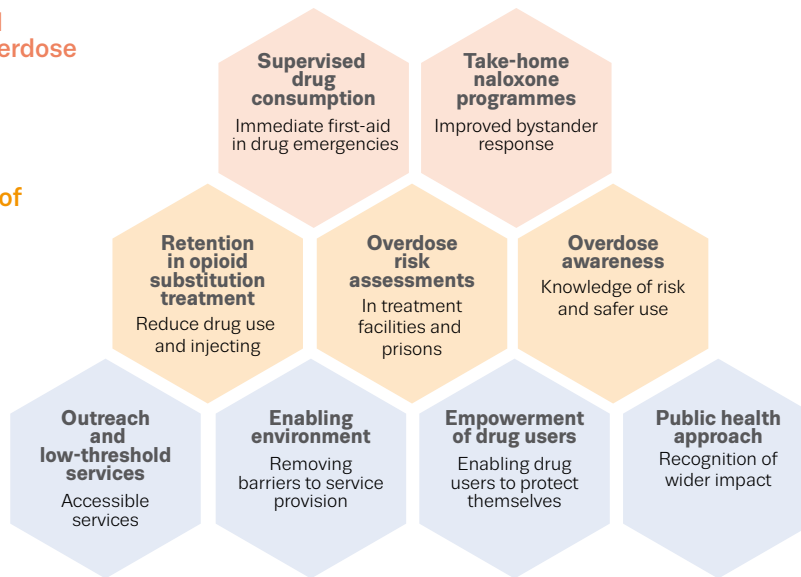 erdose
of
Supervised
drug
consumption
Immediate first-aid
in drug emergencies
Take-home
naloxone
programmes
Improved bystander
response
Retention
in opioid
substitution
treatment
Reduce drug use
and injecting
Overdose
risk
assessments
In treatment
facilities and
prisons
Overdose
awareness
Knowledge of risk
and safer use
Outreach
and
low-threshold
services
Accessible
services
Enabling
environment
Removing
barriers to service
provision
Empowerment
of drug users
Enabling drug
users to protect
themselves
Public health
approach
Recognition of
wider impact